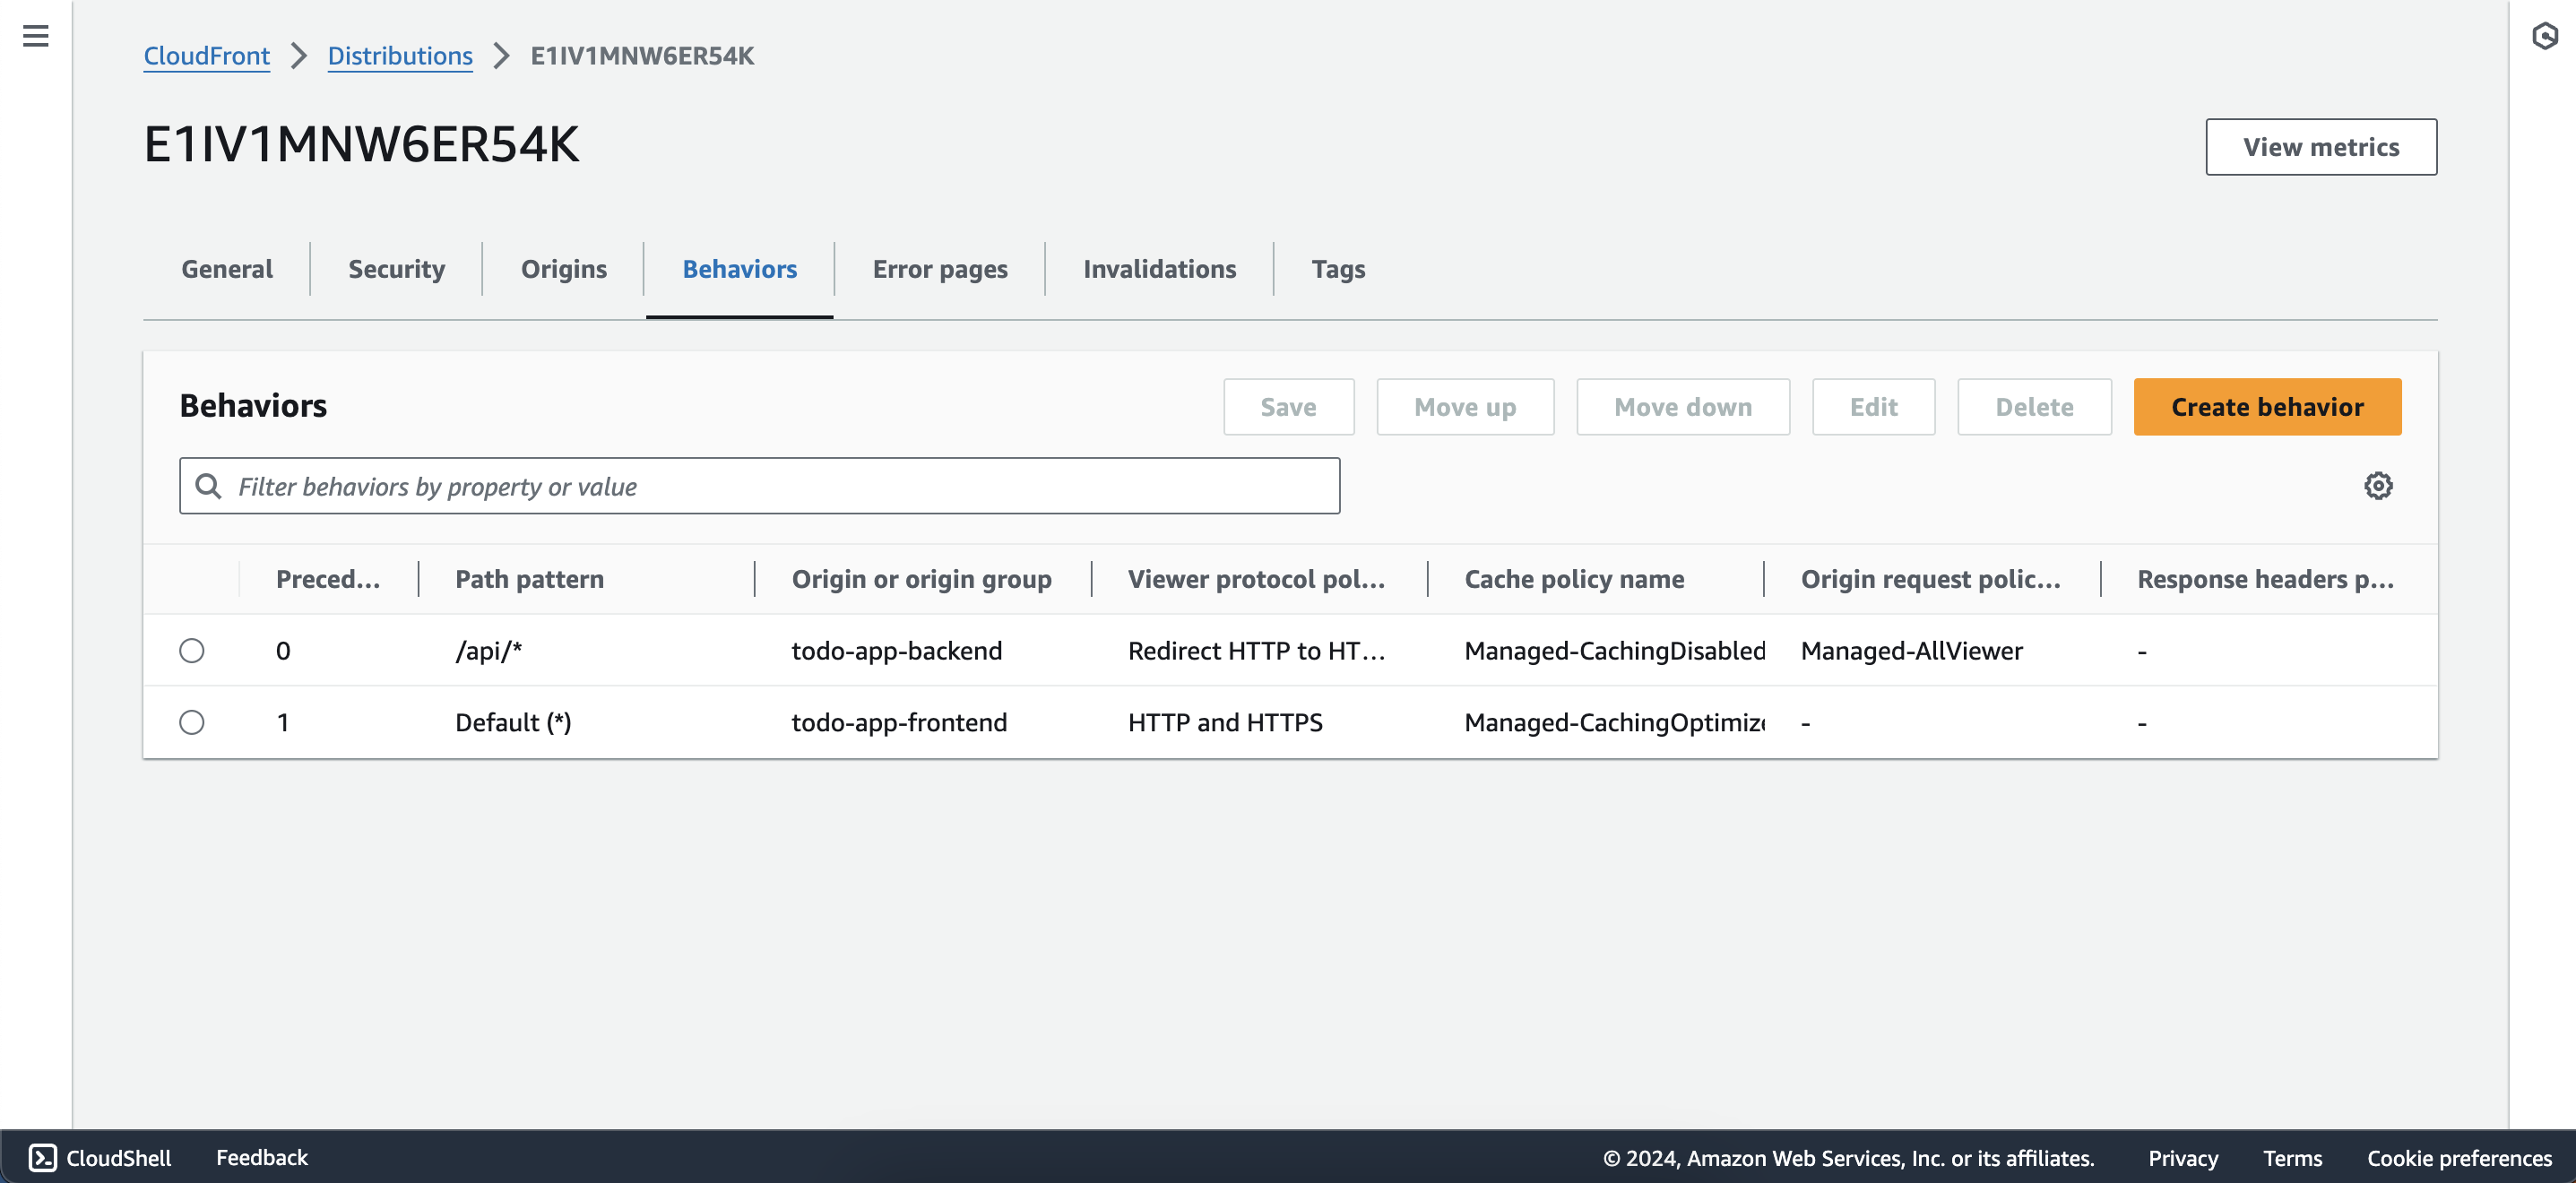 CloudFront > Distributions > E1IV1MNW6ER54K
E1IV1MNW6ER54K
View metrics
General Security Origins Behaviors Error pages Invalidations Tags
Behaviors Save Move up Move down Edit Delete Create behavior
Filter behaviors by property or value
Preced... Path pattern Origin or origin group Viewer protocol pol... Cache policy name Origin request polic... Response headers p...
0 /api/* todo-app-backend Redirect HTTP to HT... Managed-CachingDisabled Managed-AllViewer -
1 Default (*) todo-app-frontend HTTP and HTTPS Managed-CachingOptimize - -
CloudShell Feedback © 2024, Amazon Web Services, Inc. or its affiliates. Privacy Terms Cookie preferences